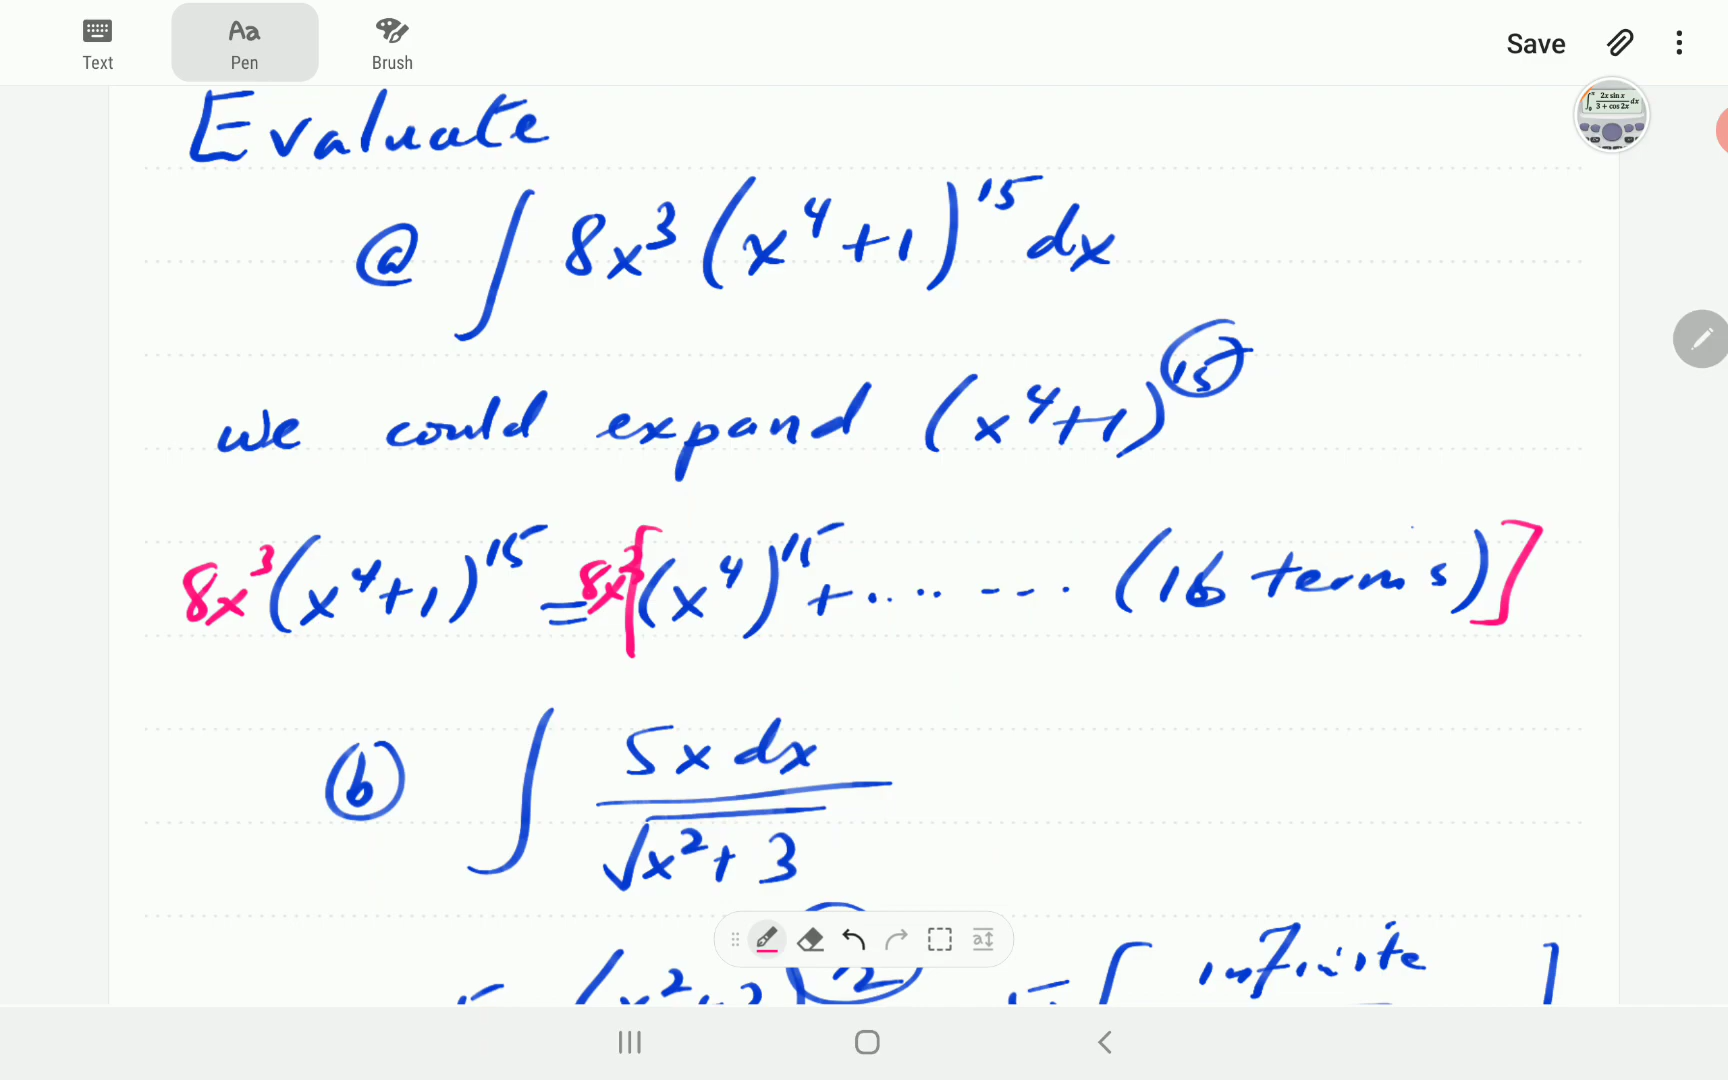 Text
Aa
Pen
Brush
Save
Evaluate
ⓐ ∫ 8x³ (x⁴+1)¹⁵ dx
we could expand (x⁴+1)¹⁵
8x³(x⁴+1)¹⁵ = 8x³[(x⁴)¹⁵ + ........ (16 terms)]
ⓑ ∫ 5x dx
√x²+3
infinite